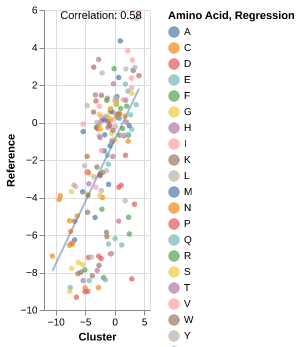 Correlation: 0.58
6
4
2
0
−2
−4
−6
−8
−10
Reference
−10
−5
0
5
Cluster
Amino Acid, Regression
A
C
D
E
F
G
H
I
K
L
M
N
P
Q
R
S
T
V
W
Y